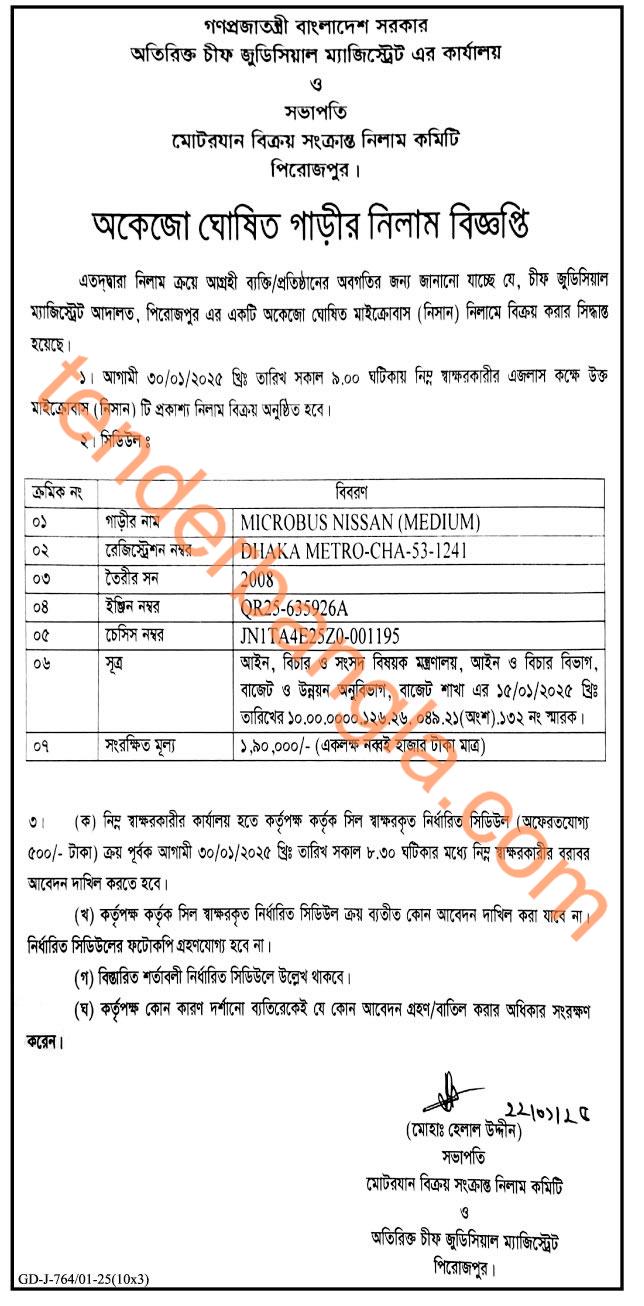 গণপ্রজাতন্ত্রী বাংলাদেশ সরকার
অতিরিক্ত চীফ জুডিসিয়াল ম্যাজিস্ট্রেট এর কার্যালয়
ও
সভাপতি
মোটরযান বিক্রয় সংক্রান্ত নিলাম কমিটি
পিরোজপুর।
অকেজো ঘোষিত গাড়ীর নিলাম বিজ্ঞপ্তি
এতদ্দ্বারা নিলাম ক্রয়ে আগ্রহী ব্যক্তি/প্রতিষ্ঠানের অবগতির জন্য জানানো যাচ্ছে যে, চীফ জুডিসিয়াল
ম্যাজিস্ট্রেট আদালত, পিরোজপুর এর একটি অকেজো ঘোষিত মাইক্রোবাস (নিসান) নিলামে বিক্রয় করার সিদ্ধান্ত
হয়েছে।
১। আগামী ৩০/০১/২০২৫ খ্রিঃ তারিখ সকাল ৯.০০ ঘটিকায় নিম্ন স্বাক্ষরকারীর এজলাস কক্ষে উক্ত
মাইক্রোবাস (নিসান) টি প্রকাশ্য নিলাম বিক্রয় অনুষ্ঠিত হবে।
২। সিডিউল ঃ
ক্রমিক নং বিবরণ
০১ গাড়ীর নাম MICROBUS NISSAN (MEDIUM)
০২ রেজিস্ট্রেশন নম্বর DHAKA METRO-CHA-53-1241
০৩ তৈরীর সন 2008
০৪ ইঞ্জিন নম্বর QR25-635926A
০৫ চেসিস নম্বর JN1TA4E25Z0-001195
০৬ সূত্র আইন, বিচার ও সংসদ বিষয়ক মন্ত্রণালয়, আইন ও বিচার বিভাগ,
বাজেট ও উন্নয়ন অনুবিভাগ, বাজেট শাখা এর ১৫/০১/২০২৫ খ্রিঃ
তারিখের ১০.০০.০০০০.১২৬.২৬. ০৪৯.২১(অংশ).১৩২ নং স্মারক।
০৭ সংরক্ষিত মূল্য ১,৯০,০০০/- (একলক্ষ নব্বই হাজার টাকা মাত্র)
৩। (ক) নিম্ন স্বাক্ষরকারীর কার্যালয় হতে কর্তৃপক্ষ কর্তৃক সিল স্বাক্ষরকৃত নির্ধারিত সিডিউল (অফেরতযোগ্য
৫০০/- টাকা) ক্রয় পূর্বক আগামী ৩০/০১/২০২৫ খ্রিঃ তারিখ সকাল ৮.৩০ ঘটিকার মধ্যে নিম্ন স্বাক্ষরকারীর বরাবর
আবেদন দাখিল করতে হবে।
(খ) কর্তৃপক্ষ কর্তৃক সিল স্বাক্ষরকৃত নির্ধারিত সিডিউল ক্রয় ব্যতীত কোন আবেদন দাখিল করা যাবে না।
নির্ধারিত সিডিউলের ফটোকপি গ্রহণযোগ্য হবে না।
(গ) বিস্তারিত শর্তাবলী নির্ধারিত সিডিউলে উল্লেখ থাকবে।
(ঘ) কর্তৃপক্ষ কোন কারণ দর্শানো ব্যতিরেকেই যে কোন আবেদন গ্রহণ/বাতিল করার অধিকার সংরক্ষণ
করেন।
২২/০১/২৫
(মোহাঃ হেলাল উদ্দীন)
সভাপতি
মোটরযান বিক্রয় সংক্রান্ত নিলাম কমিটি
ও
অতিরিক্ত চীফ জুডিসিয়াল ম্যাজিস্ট্রেট
পিরোজপুর।
GD-J-764/01-25(10x3)
tenderbangla.com